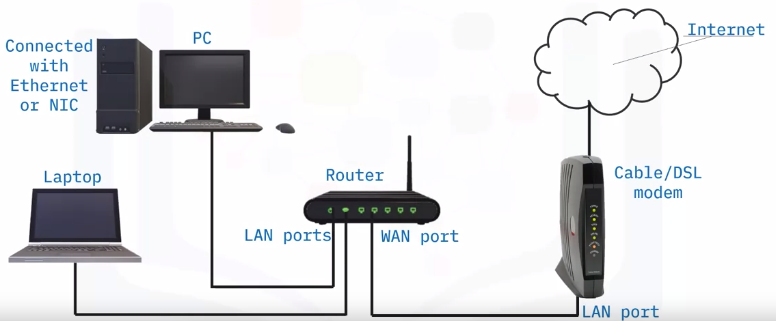 PC
Connected
with
Ethernet
or NIC
Internet
Laptop
Router
Cable/DSL
modem
LAN ports
WAN port
LAN port